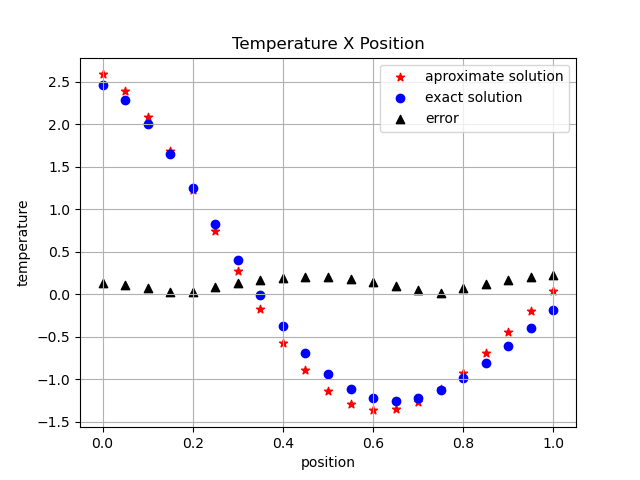 Temperature X Position
aproximate solution
exact solution
error
temperature
2.5
2.0
1.5
1.0
0.5
0.0
−0.5
−1.0
−1.5
0.0 0.2 0.4 0.6 0.8 1.0
position